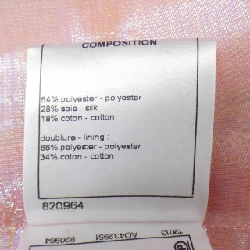 COMPOSITION
54% polyester - polyester
28% soie - silk
18% coton - cotton
doublure - lining :
66% polyester - polyester
34% coton - cotton
820964
820964